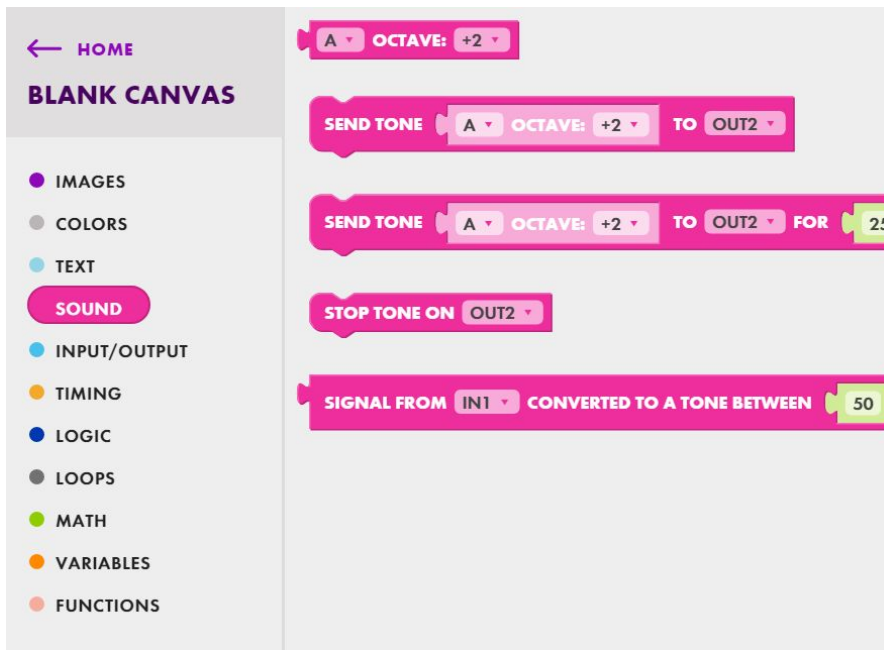 ← HOME
BLANK CANVAS
IMAGES
COLORS
TEXT
SOUND
INPUT/OUTPUT
TIMING
LOGIC
LOOPS
MATH
VARIABLES
FUNCTIONS
A OCTAVE: +2
SEND TONE A OCTAVE: +2 TO OUT2
SEND TONE A OCTAVE: +2 TO OUT2 FOR 25
STOP TONE ON OUT2
SIGNAL FROM IN1 CONVERTED TO A TONE BETWEEN 50